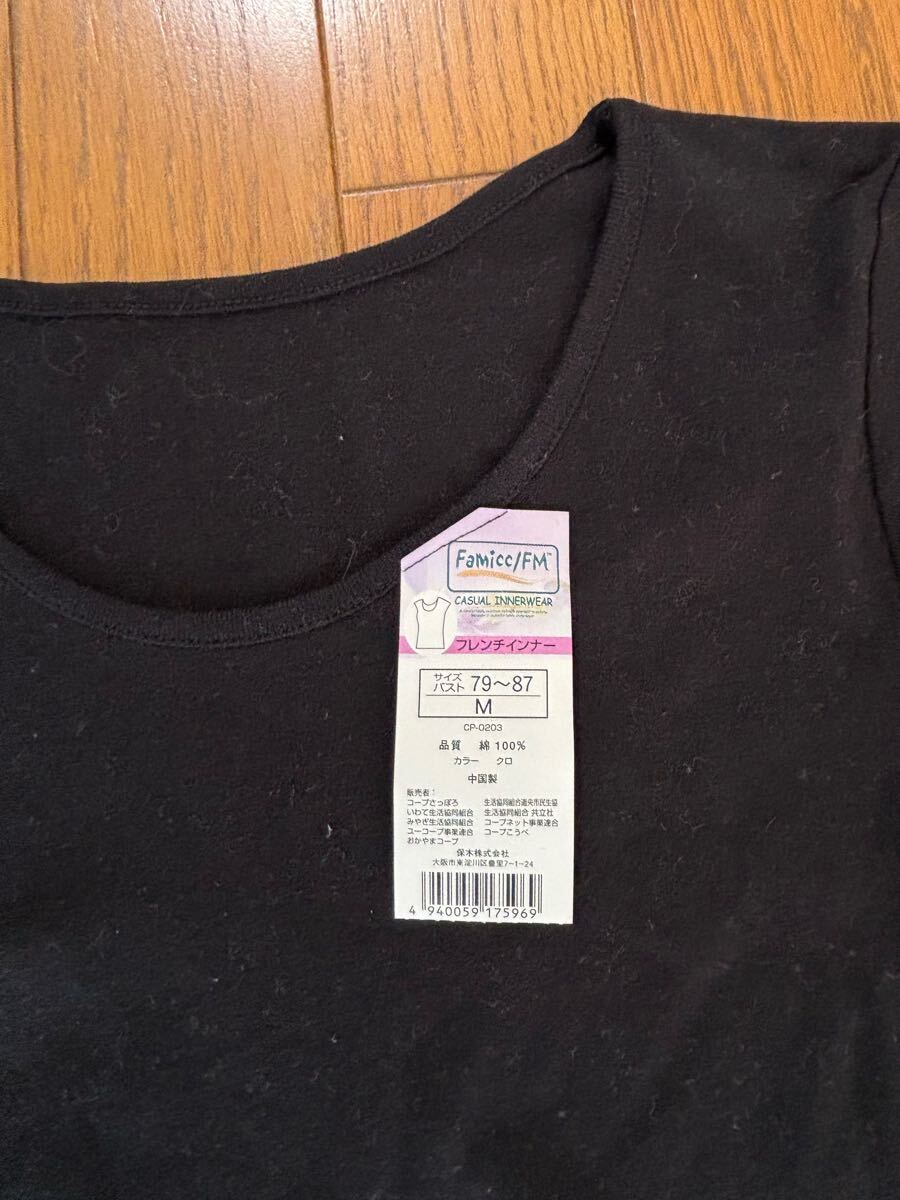 Famicc/FM™
CASUAL INNERWEAR
フレンチインナー
サイズ
バスト 79〜87
M
CP-0203
品質 綿100%
カラー クロ
中国製
販売者：
コープさっぽろ 生活協同組合道央市民生協
いわて生活協同組合 生活協同組合 共立社
みやぎ生活協同組合 コープネット事業連合
ユーコープ事業連合 コープこうべ
おかやまコープ
保木株式会社
大阪市東淀川区豊里7-1-24
4 940059 175969